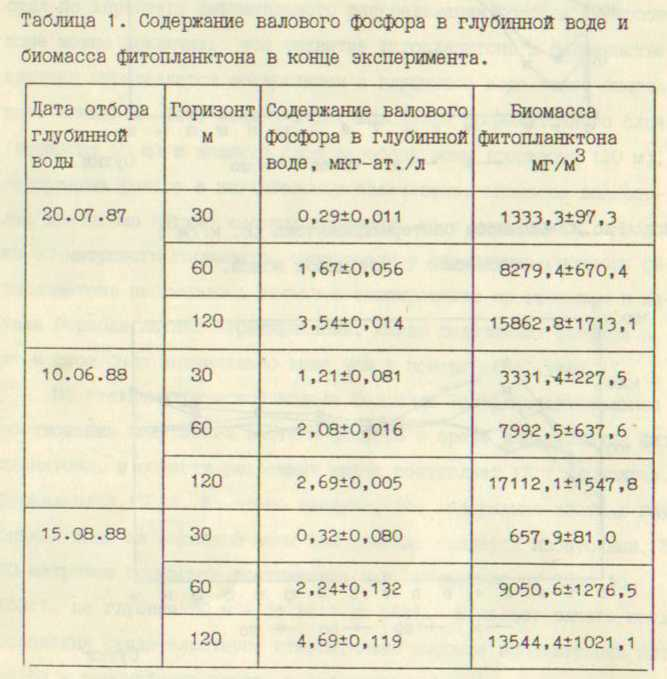 Таблица 1. Содержание валового фосфора в глубинной воде и
биомасса фитопланктона в конце эксперимента.
Дата отбора Горизонт Содержание валового Биомасса
глубинной м фосфора в глубинной фитопланктона
воды воде, мкг-ат./л мг/м³
20.07.87 30 0,29±0,011 1333,3±97,3
60 1,67±0,056 8279,4±670,4
120 3,54±0,014 15862,8±1713,1
10.06.88 30 1,21±0,081 3331,4±227,5
60 2,08±0,016 7992,5±637,6
120 2,69±0,005 17112,1±1547,8
15.08.88 30 0,32±0,080 657,9±81,0
60 2,24±0,132 9050,6±1276,5
120 4,69±0,119 13544,4±1021,1